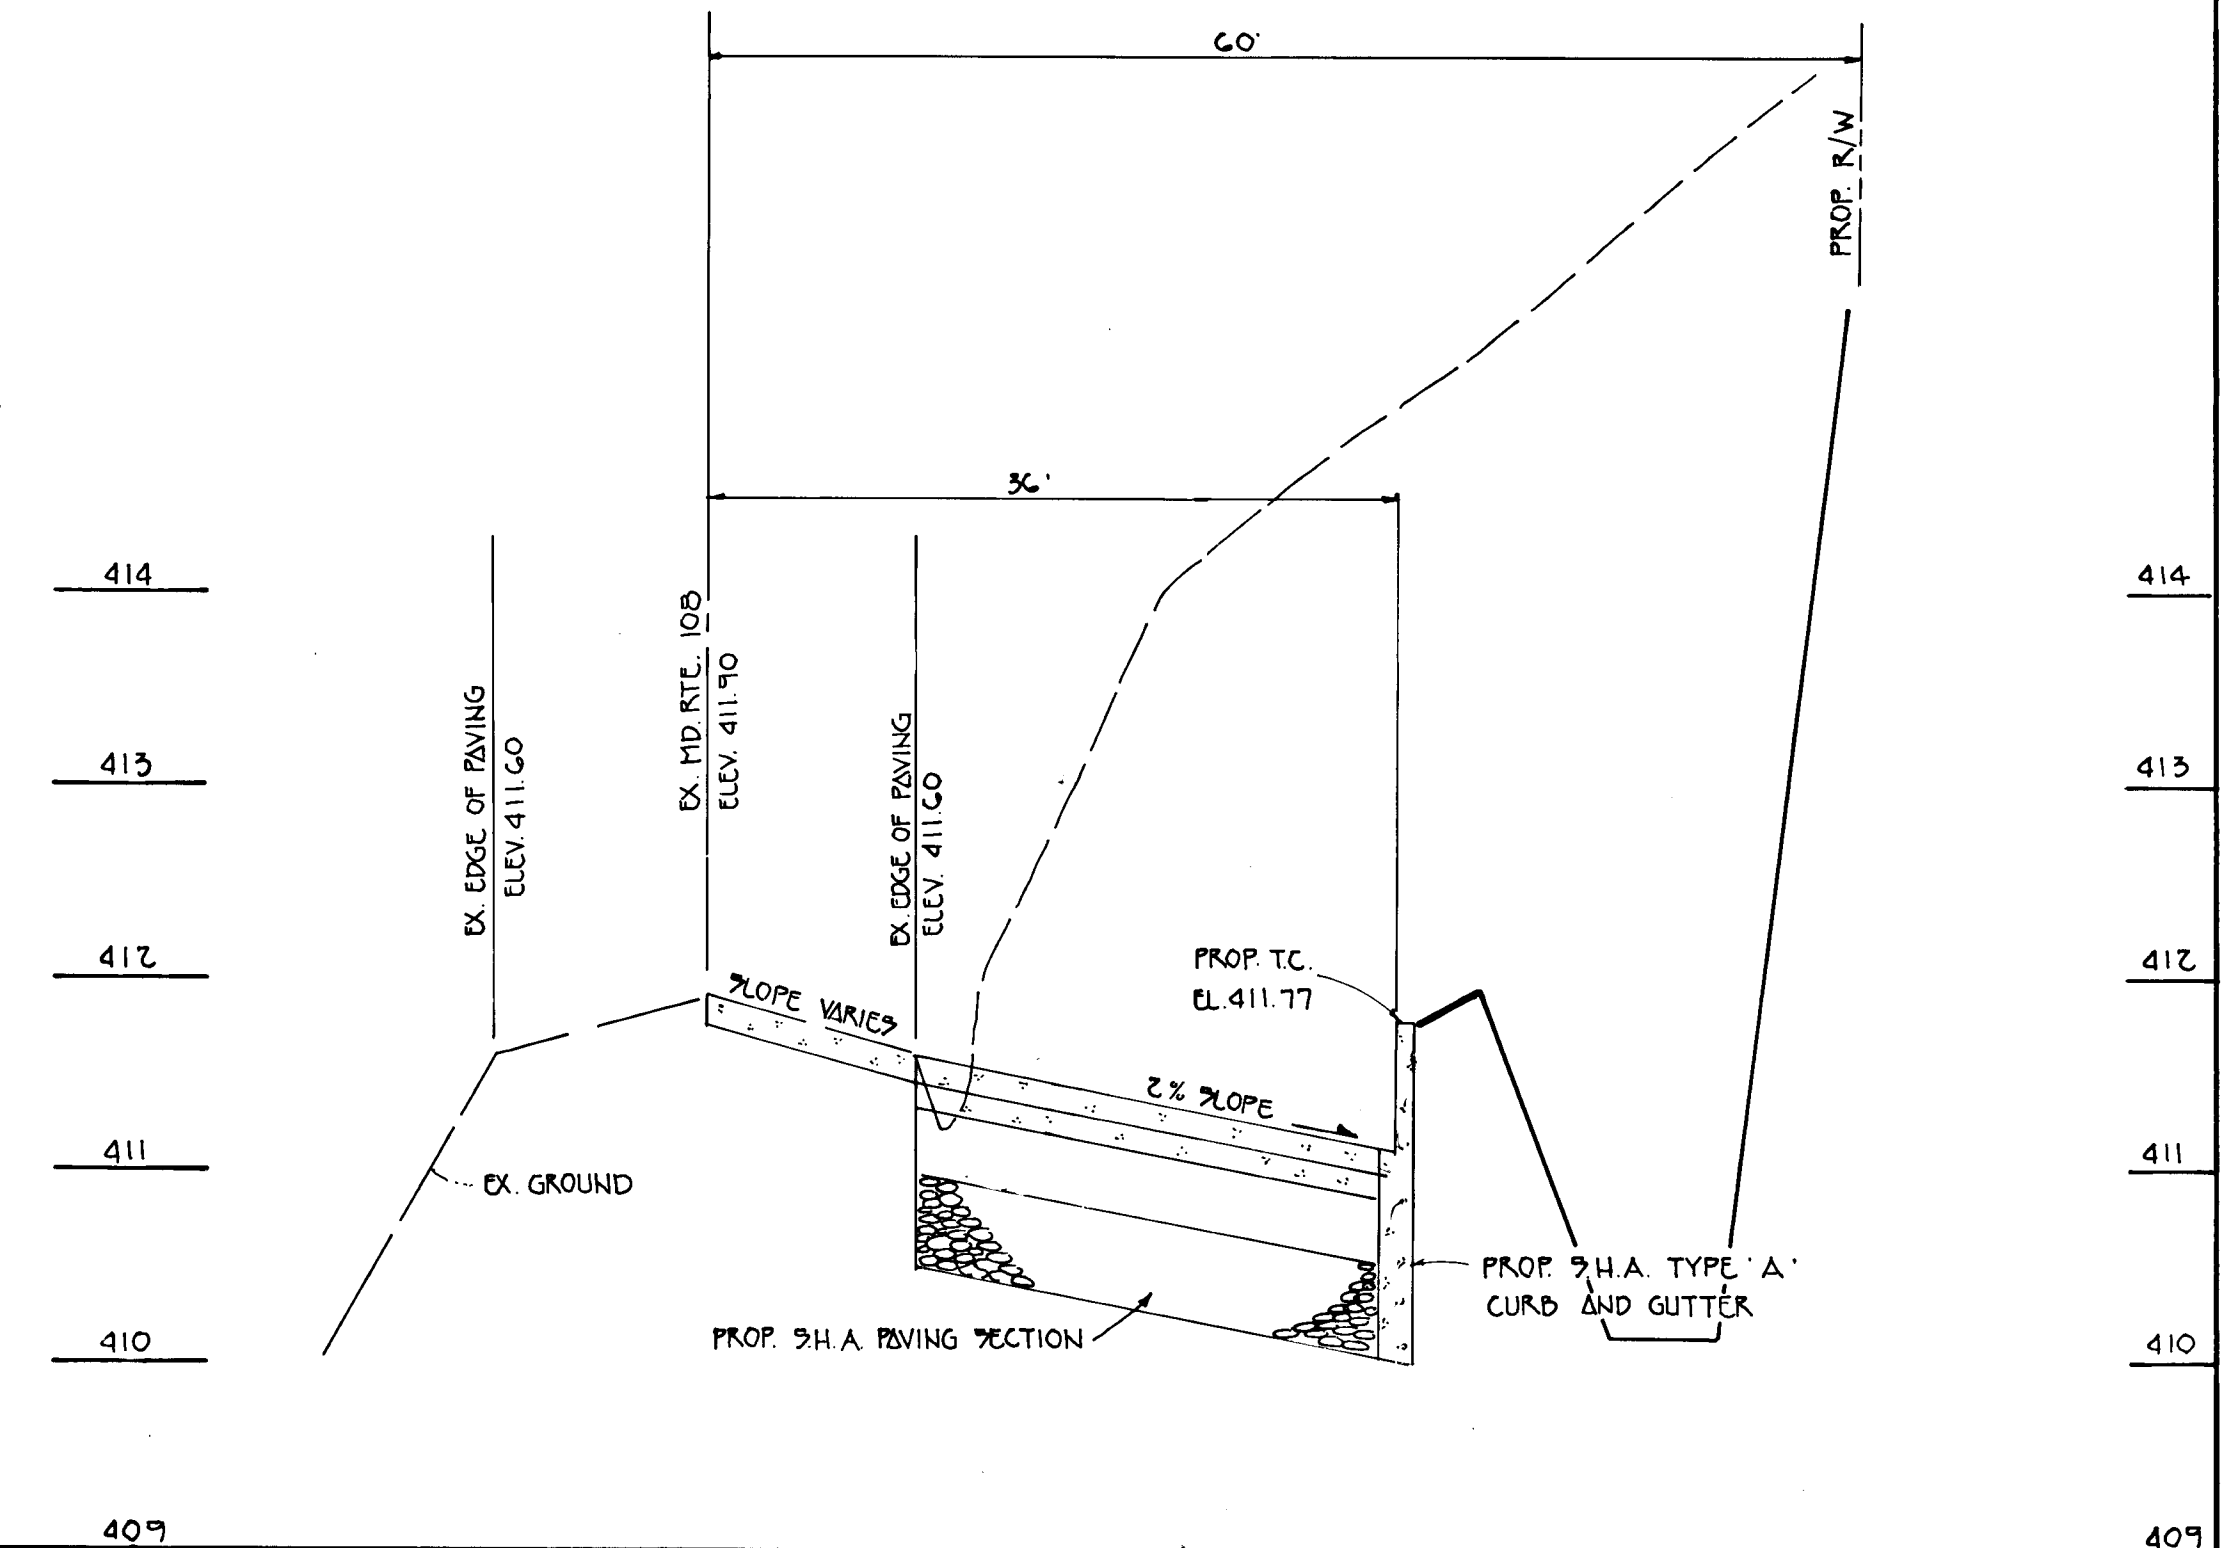 60'
PROP. R/W
36'
414
414
EX. MD. RTE. 108
ELEV. 411.90
EX. EDGE OF PAVING
ELEV. 411.60
EX. EDGE OF PAVING
ELEV. 411.60
413
413
412
412
SLOPE VARIES
PROP. T.C.
EL. 411.77
2% SLOPE
411
411
EX. GROUND
PROP. S.H.A. TYPE 'A'
CURB AND GUTTER
PROP. S.H.A. PAVING SECTION
410
410
409
409